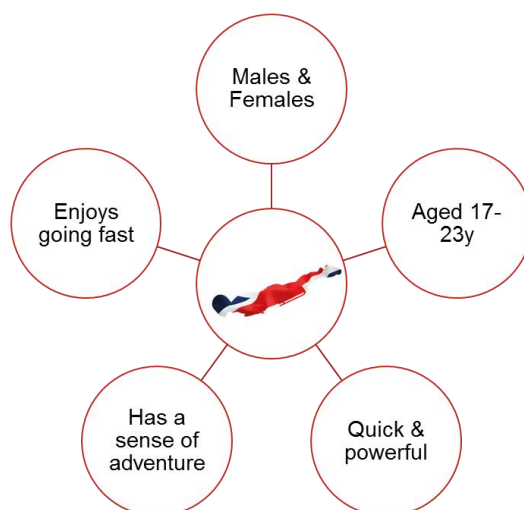 Males &
Females
Enjoys
going fast
Aged 17-
23y
Has a
sense of
adventure
Quick &
powerful